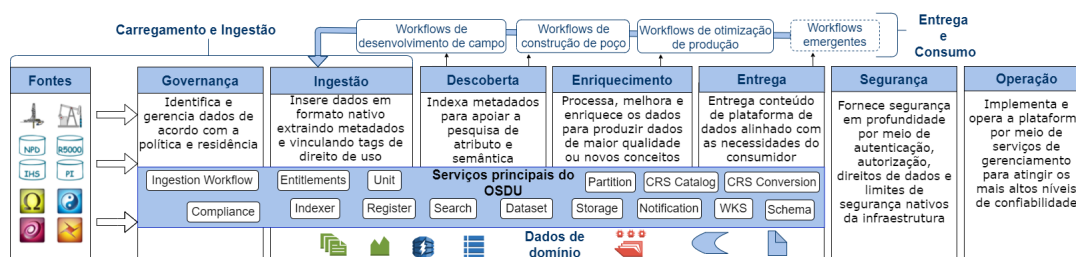 Carregamento e Ingestão
Workflows de
desenvolvimento de campo
Workflows de
construção de poço
Workflows de otimização
de produção
Workflows
emergentes
Entrega
e
Consumo
Fontes
NPD
R5000
IHS
PI
Governança
Identifica e
gerencia dados de
acordo com a
política e residência
Ingestão
Insere dados em
formato nativo
extraindo metadados
e vinculando tags de
direito de uso
Descoberta
Indexa metadados
para apoiar a
pesquisa de
atributo e
semântica
Enriquecimento
Processa, melhora e
enriquece os dados
para produzir dados
de maior qualidade
ou novos conceitos
Entrega
Entrega conteúdo
de plataforma de
dados alinhado com
as necesidades do
consumidor
Segurança
Fornece segurança
em profundidade
por meio de
autenticação,
autorização,
direitos de dados e
limites de
segurança nativos
da infraestrutura
Operação
Implementa e
opera a plataforma
por meio de
serviços de
gerenciamento
para atingir os
mais altos níveis
de confiabilidade
Serviços principais do
OSDU
Ingestion Workflow
Entitlements
Unit
Partition
CRS Catalog
CRS Conversion
Compliance
Indexer
Register
Search
Dataset
Storage
Notification
WKS
Schema
Dados de
domínio